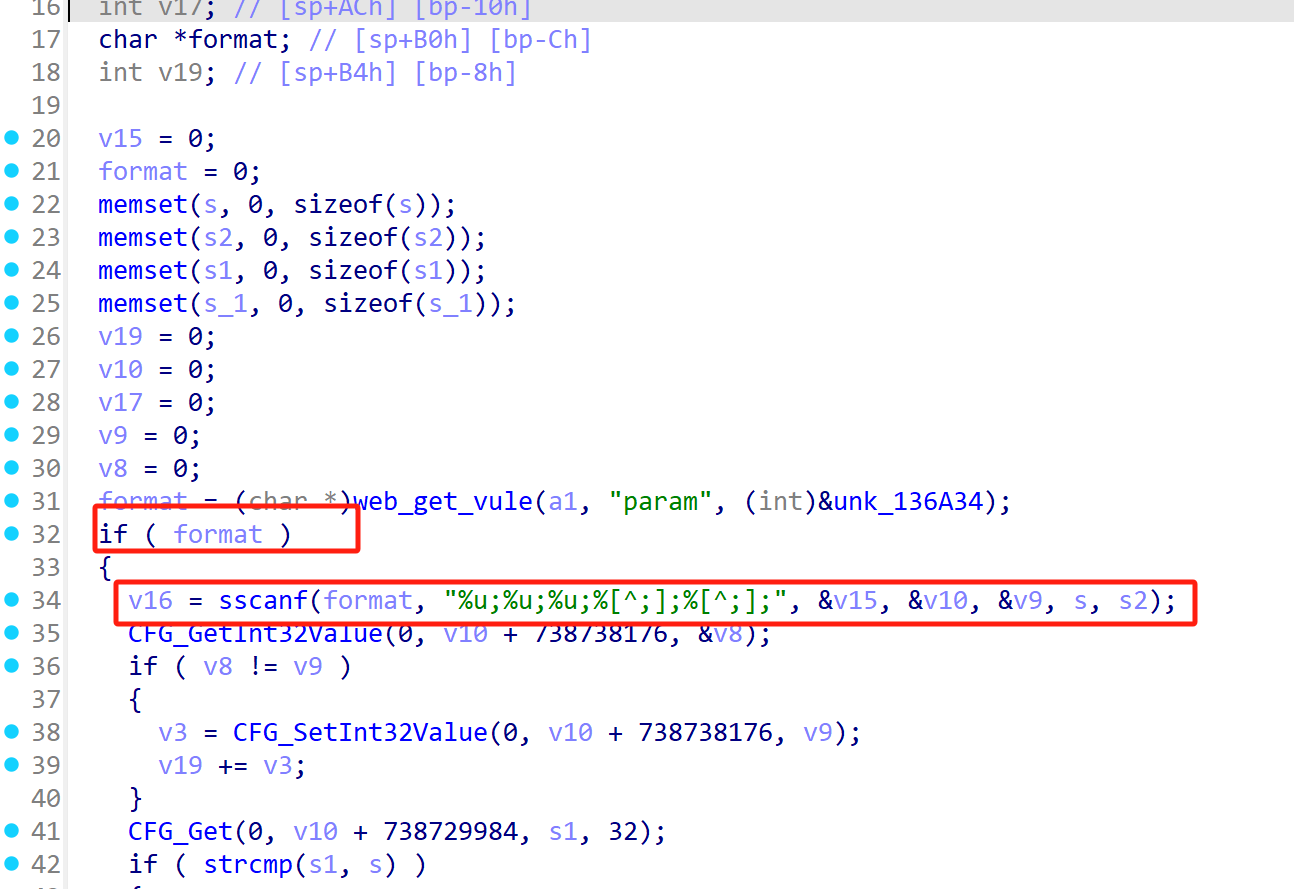 16 int v17; // [sp+ACh] [bp-10h]
17 char *format; // [sp+B0h] [bp-Ch]
18 int v19; // [sp+B4h] [bp-8h]
19
20 v15 = 0;
21 format = 0;
22 memset(s, 0, sizeof(s));
23 memset(s2, 0, sizeof(s2));
24 memset(s1, 0, sizeof(s1));
25 memset(s_1, 0, sizeof(s_1));
26 v19 = 0;
27 v10 = 0;
28 v17 = 0;
29 v9 = 0;
30 v8 = 0;
31 format = (char *)web_get_vule(a1, "param", (int)&unk_136A34);
32 if ( format )
33 {
34 v16 = sscanf(format, "%u;%u;%u;%[^;];%[^;];", &v15, &v10, &v9, s, s2);
35 CFG_GetInt32Value(0, v10 + 738738176, &v8);
36 if ( v8 != v9 )
37 {
38 v3 = CFG_SetInt32Value(0, v10 + 738738176, v9);
39 v19 += v3;
40 }
41 CFG_Get(0, v10 + 738729984, s1, 32);
42 if ( strcmp(s1, s) )